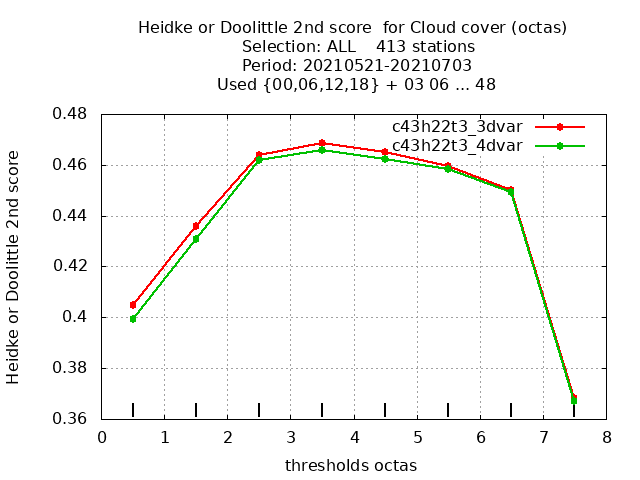 Heidke or Doolittle 2nd score  for Cloud cover (octas)
Selection: ALL    413 stations
Period: 20210521-20210703
Used {00,06,12,18} + 03 06 ... 48
c43h22t3_3dvar
c43h22t3_4dvar
Heidke or Doolittle 2nd score
0.48
0.46
0.44
0.42
0.4
0.38
0.36
0 1 2 3 4 5 6 7 8
thresholds octas